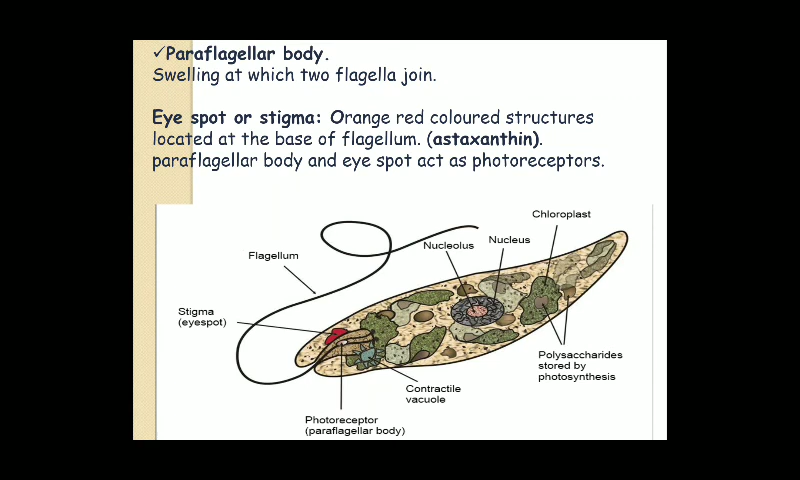 ✓Paraflagellar body.
Swelling at which two flagella join.
Eye spot or stigma: Orange red coloured structures
located at the base of flagellum. (astaxanthin).
paraflagellar body and eye spot act as photoreceptors.
Chloroplast
Nucleolus
Nucleus
Flagellum
Stigma
(eyespot)
Polysaccharides
stored by
photosynthesis
Contractile
vacuole
Photoreceptor
(paraflagellar body)